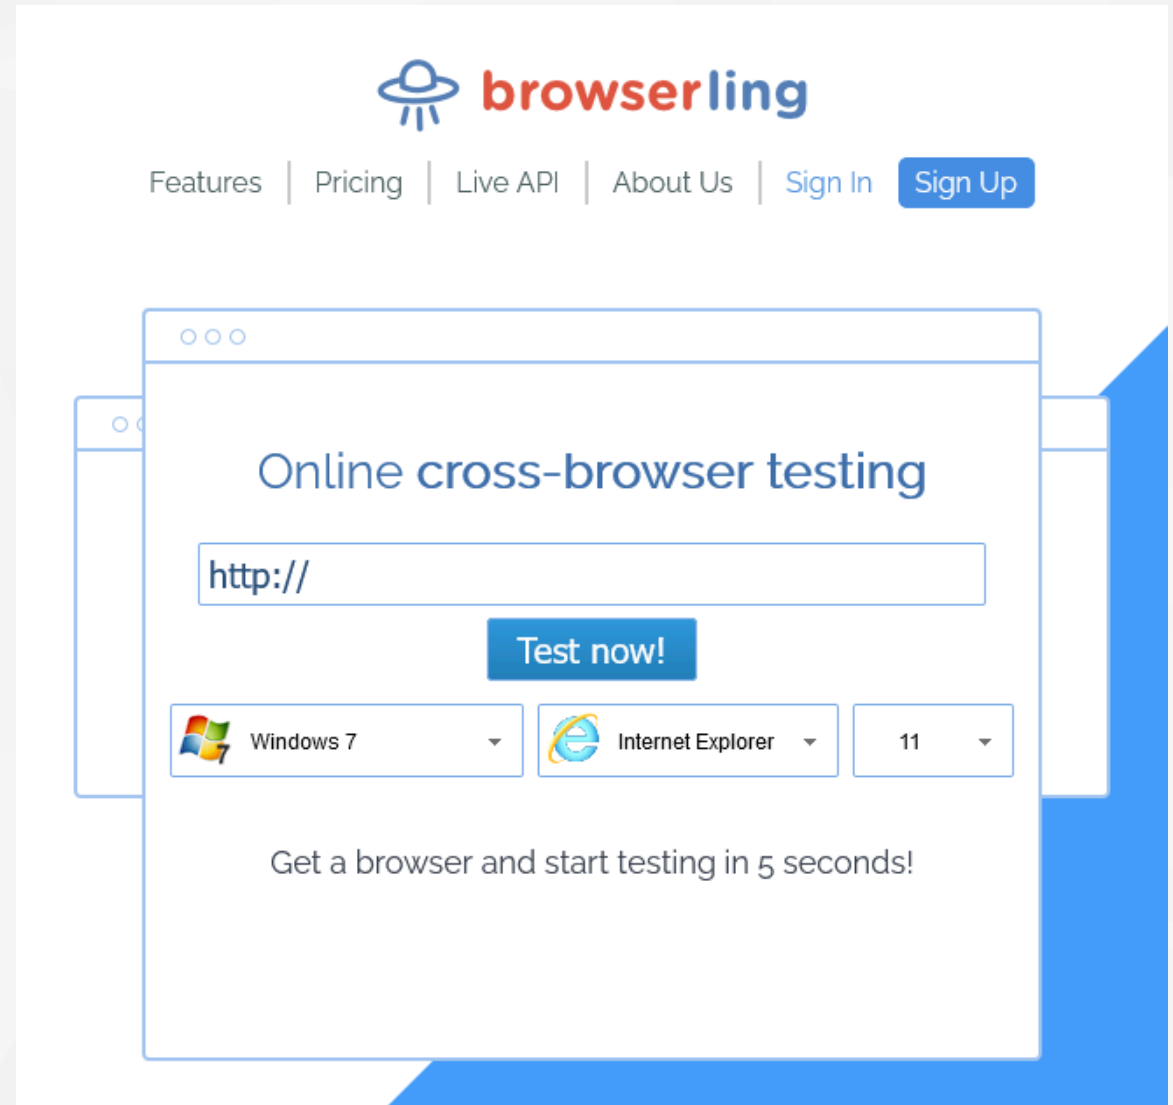 browserling
Features Pricing Live API About Us Sign In Sign Up
Online cross-browser testing
http://
Test now!
7 Windows 7 Internet Explorer 11
Get a browser and start testing in 5 seconds!